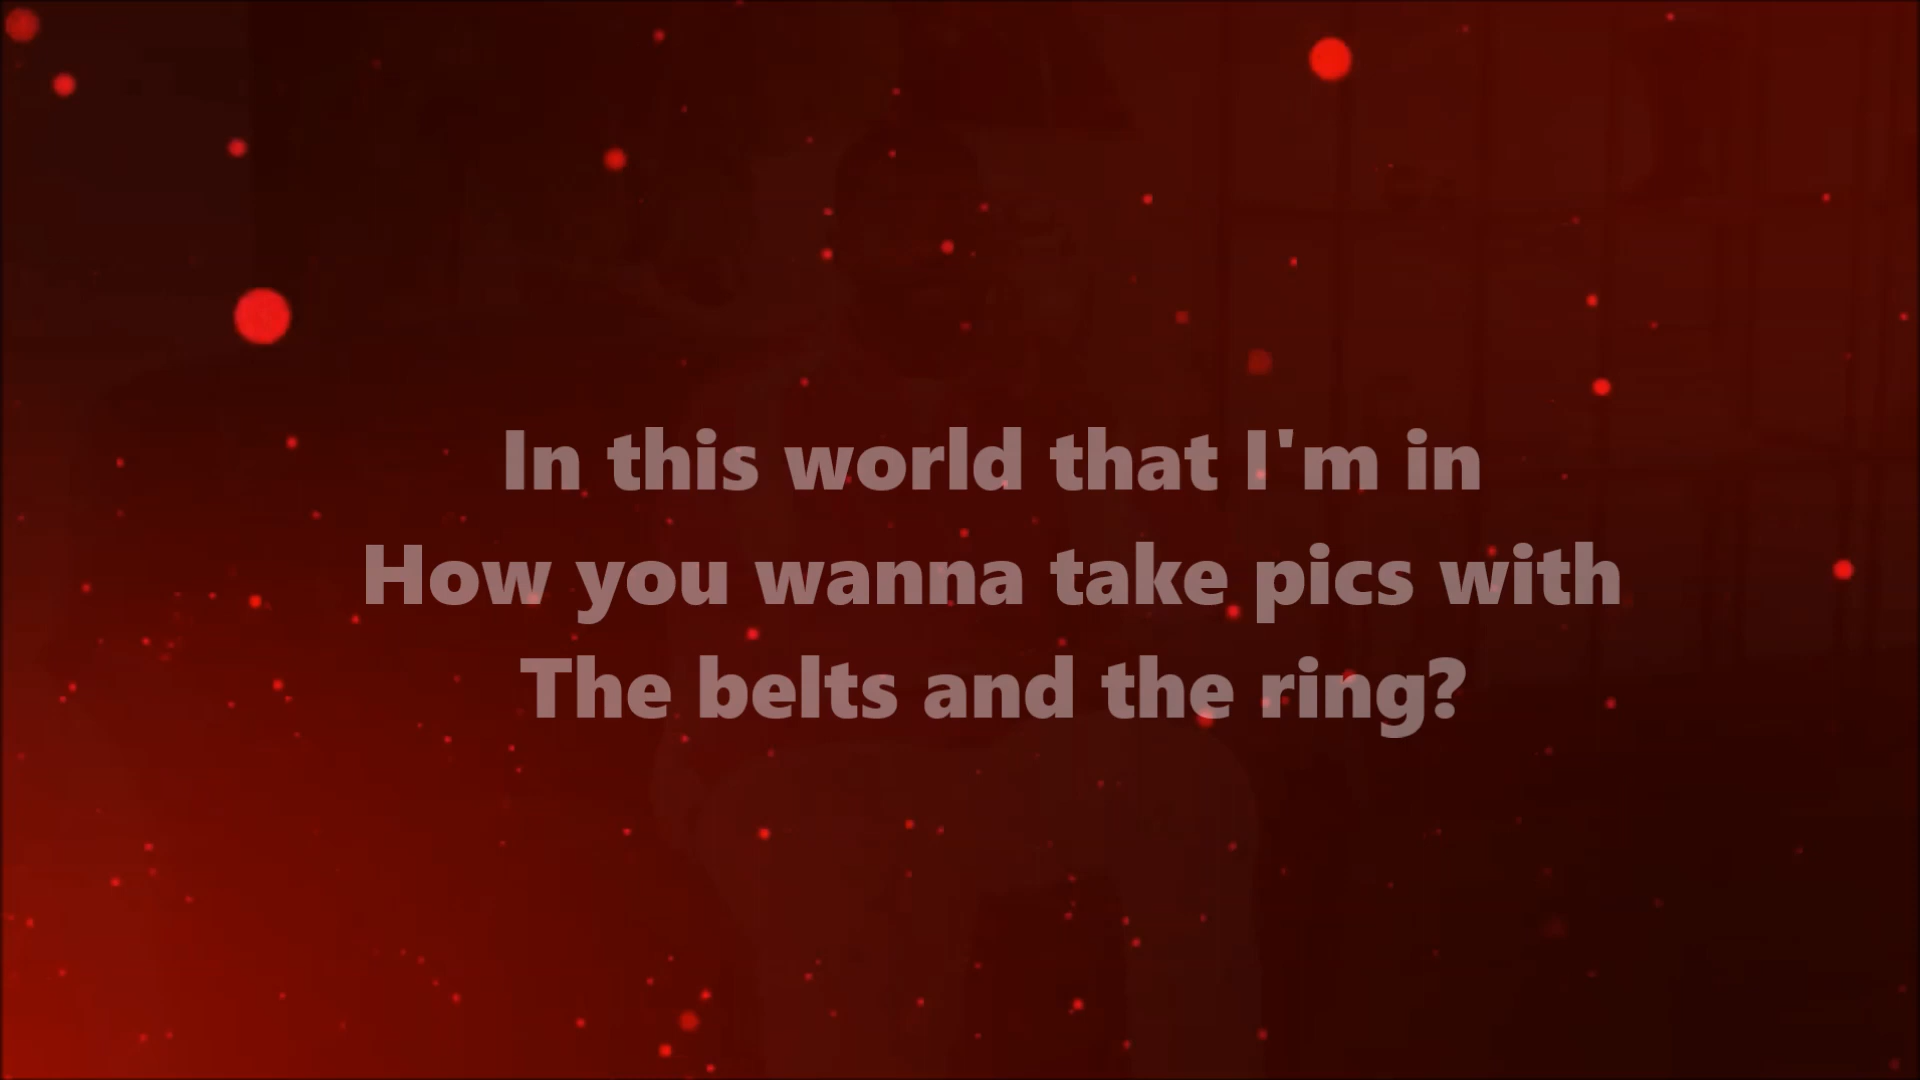 In this world that I'm in
How you wanna take pics with
The belts and the ring?